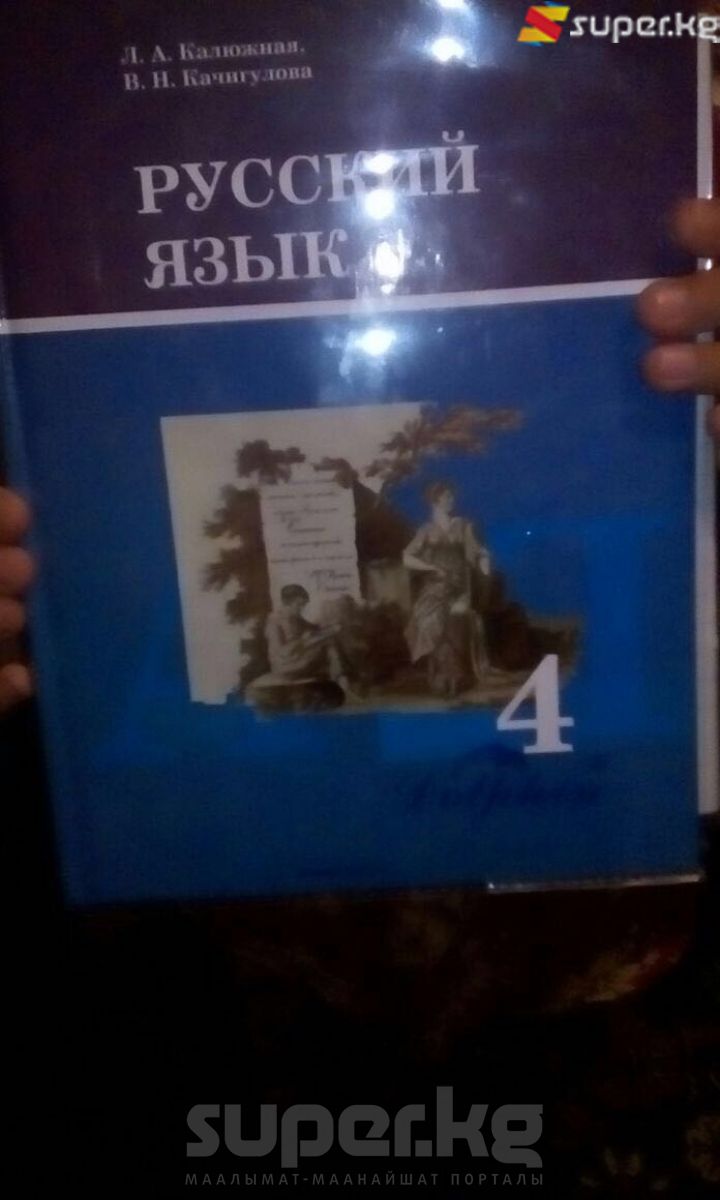 super.kg
Л. А. Калюжная,
В. Н. Качигулова
РУССКИЙ
ЯЗЫК
4
super.kg
МААЛЫМАТ-МААНАЙШАТ ПОРТАЛЫ